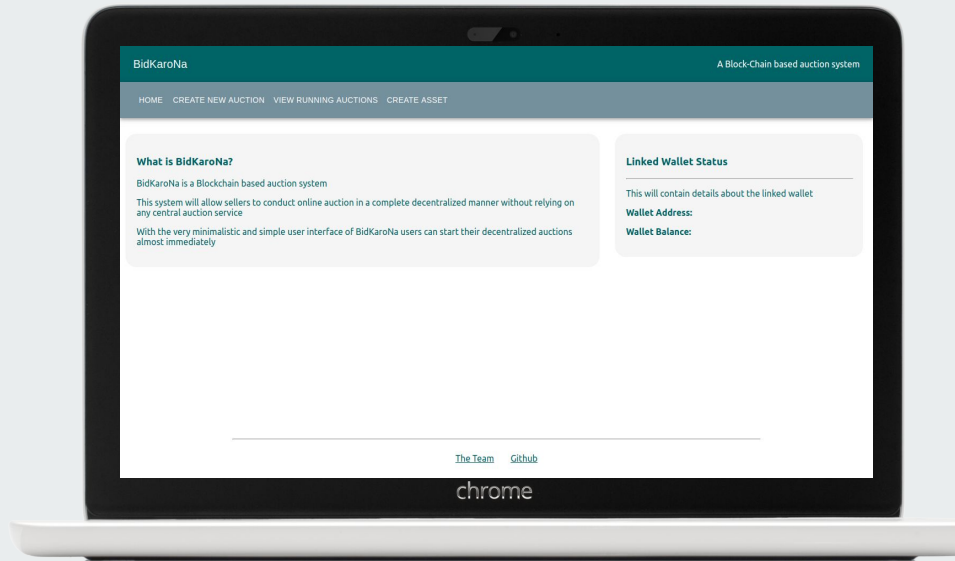 BidKaroNa
A Block-Chain based auction system
HOME CREATE NEW AUCTION VIEW RUNNING AUCTIONS CREATE ASSET
What is BidKaroNa?
BidKaroNa is a Blockchain based auction system
This system will allow sellers to conduct online auction in a complete decentralized manner without relying on
any central auction service
With the very minimalistic and simple user interface of BidKaroNa users can start their decentralized auctions
almost immediately
Linked Wallet Status
This will contain details about the linked wallet
Wallet Address:
Wallet Balance:
The Team Github
chrome